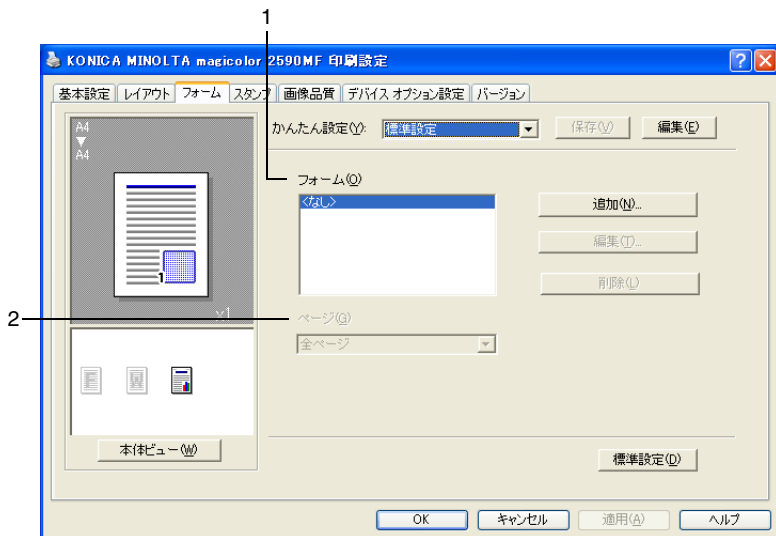 1
KONICA MINOLTA magicolor 2590MF 印刷設定
基本設定 レイアウト フォーム スタンプ 画像品質 デバイス オプション設定 バージョン
A4
A4
かんたん設定(Y): 標準設定 保存(V) 編集(E)
フォーム(O)
<なし>
追加(N)...
編集(T)...
削除(L)
1
x1
2
ページ(G)
全ページ
本体ビュー(W)
標準設定(D)
OK キャンセル 適用(A) ヘルプ